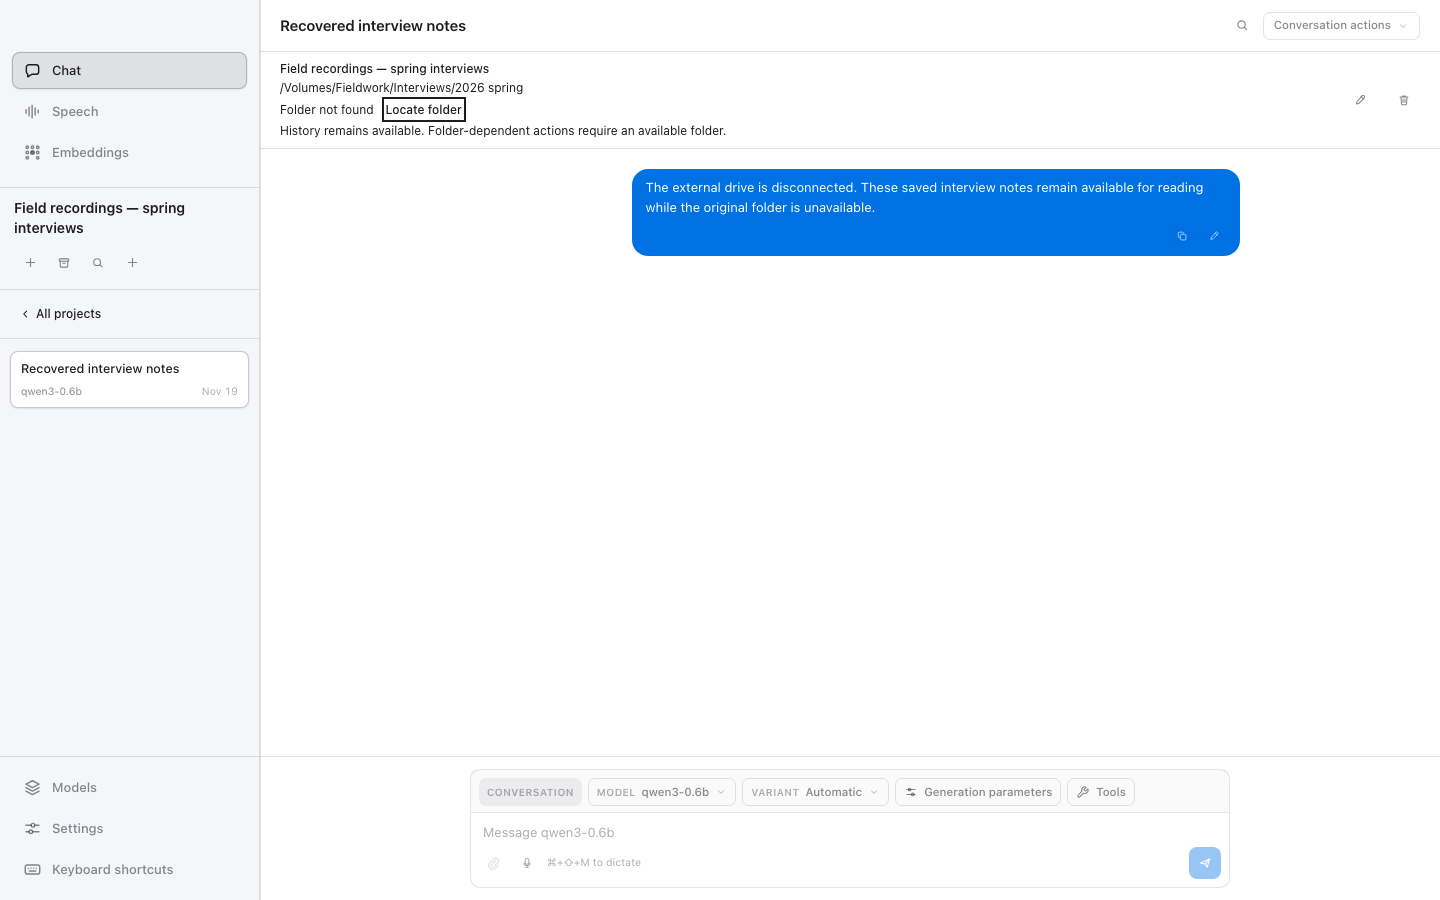 Chat
Speech
Embeddings
Field recordings — spring
interviews
All projects
Recovered interview notes
qwen3-0.6b Nov 19
Models
Settings
Keyboard shortcuts
Recovered interview notes
Conversation actions
Field recordings — spring interviews
/Volumes/Fieldwork/Interviews/2026 spring
Folder not found Locate folder
History remains available. Folder-dependent actions require an available folder.
The external drive is disconnected. These saved interview notes remain available for reading
while the original folder is unavailable.
CONVERSATION MODEL qwen3-0.6b VARIANT Automatic Generation parameters Tools
Message qwen3-0.6b
⌘+⇧+M to dictate